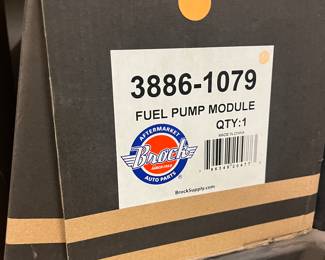 3886-1079
FUEL PUMP MODULE
QTY:1
MADE IN CHINA
AFTERMARKET
Brock
AUTO PARTS
BrockSupply.com